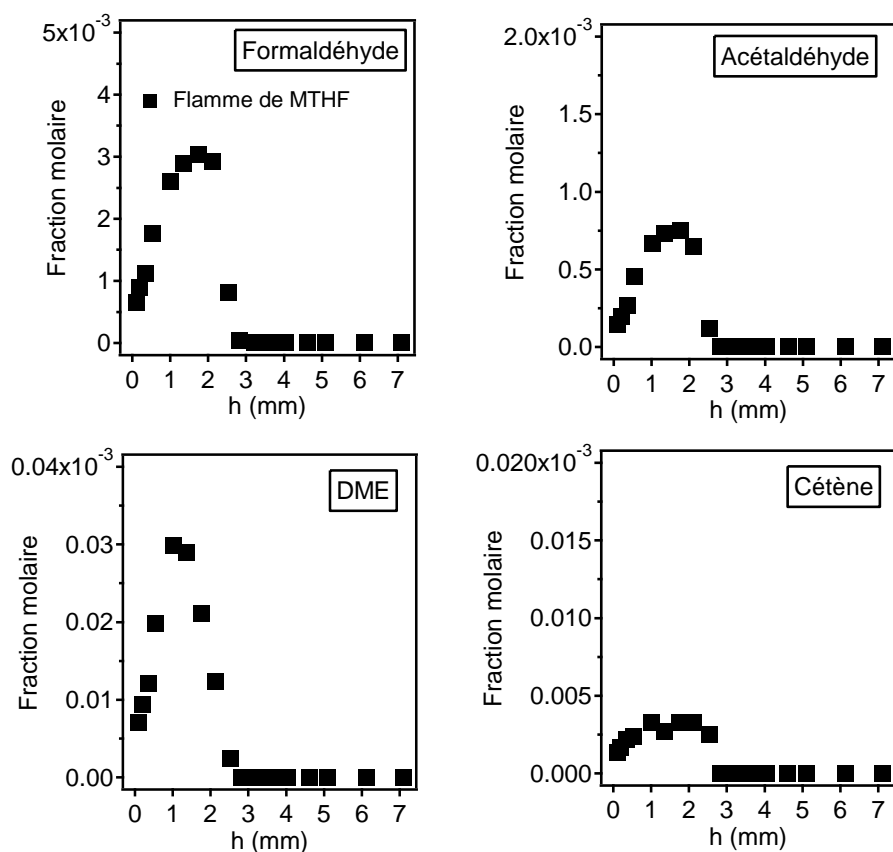 5x10-3
4
3
2
1
0
Fraction molaire
0 1 2 3 4 5 6 7
h (mm)
Formaldéhyde
Flamme de MTHF
2.0x10-3
1.5
1.0
0.5
0.0
Fraction molaire
0 1 2 3 4 5 6 7
h (mm)
Acétaldéhyde
0.04x10-3
0.03
0.02
0.01
0.00
Fraction molaire
0 1 2 3 4 5 6 7
h (mm)
DME
0.020x10-3
0.015
0.010
0.005
0.000
Fraction molaire
0 1 2 3 4 5 6 7
h (mm)
Cétène